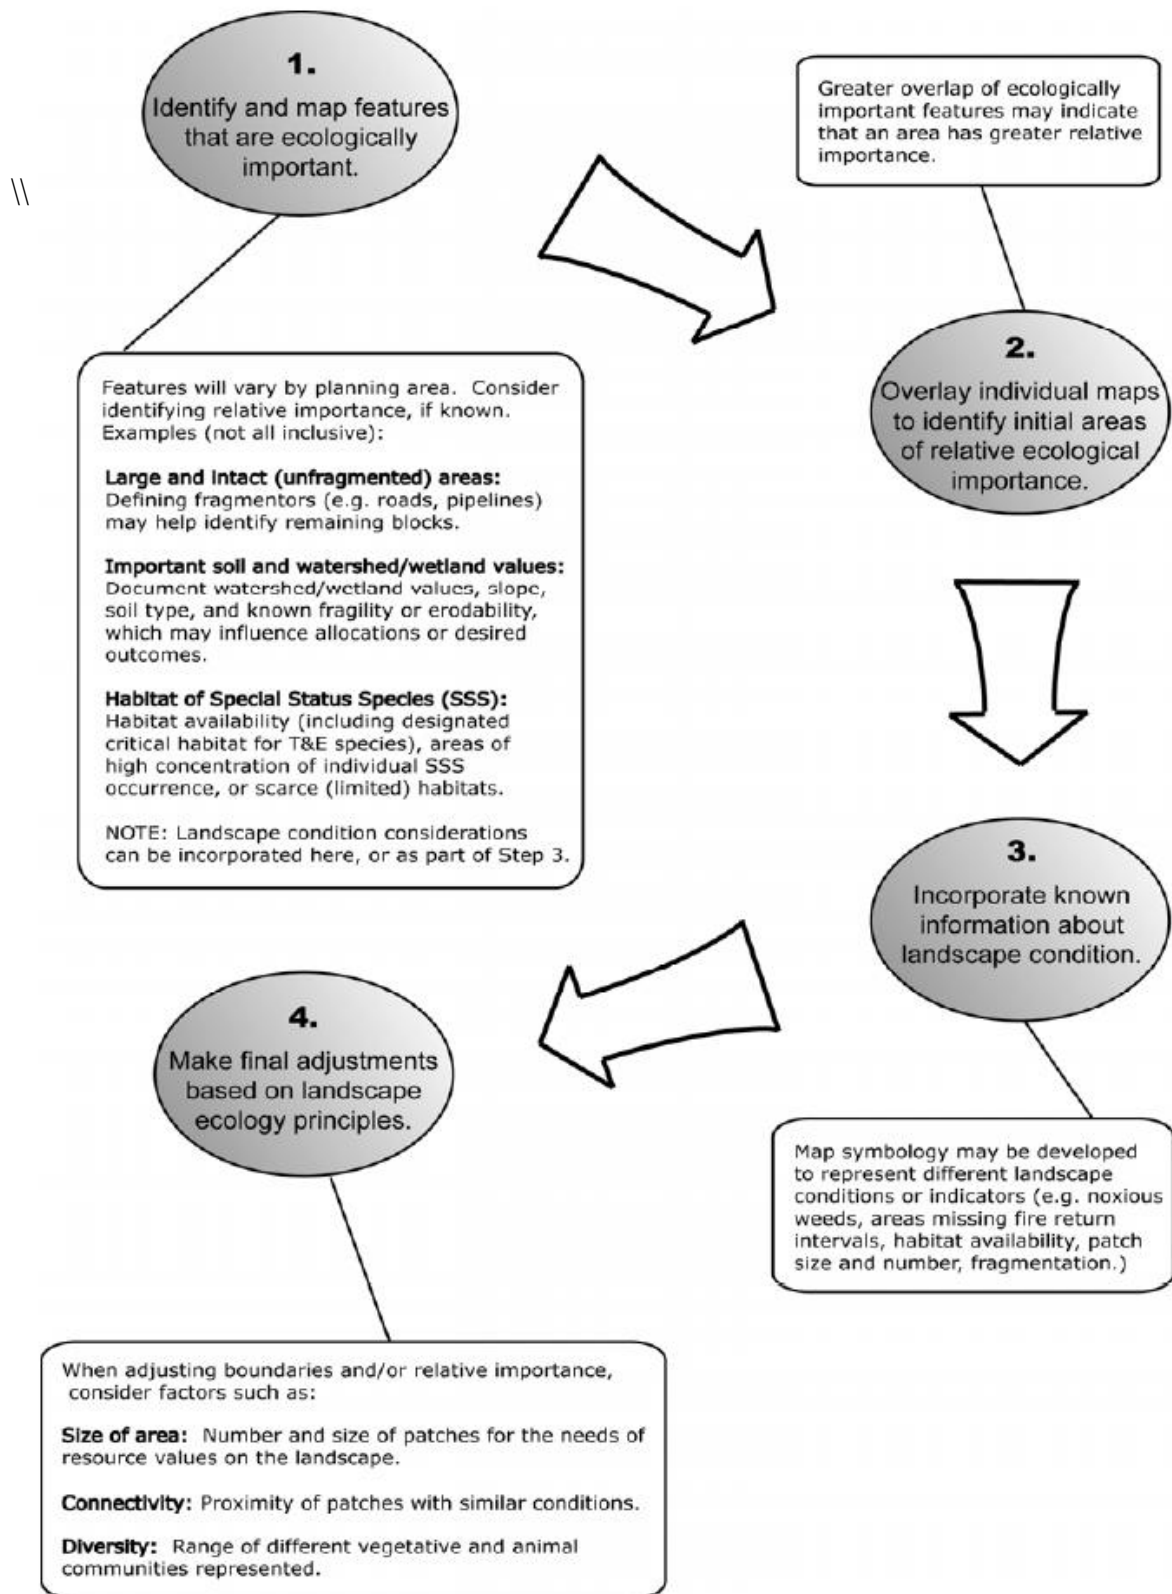 1.
Identify and map features
that are ecologically
important.
\\
Features will vary by planning area.  Consider
identifying relative importance, if known.
Examples (not all inclusive):
Large and intact (unfragmented) areas:
Defining fragmentors (e.g. roads, pipelines)
may help identify remaining blocks.
Important soil and watershed/wetland values:
Document watershed/wetland values, slope,
soil type, and known fragility or erodability,
which may influence allocations or desired
outcomes.
Habitat of Special Status Species (SSS):
Habitat availability (including designated
critical habitat for T&E species), areas of
high concentration of individual SSS
occurrence, or scarce (limited) habitats.
NOTE: Landscape condition considerations
can be incorporated here, or as part of Step 3.
Greater overlap of ecologically
important features may indicate
that an area has greater relative
importance.
2.
Overlay individual maps
to identify initial areas
of relative ecological
importance.
3.
Incorporate known
information about
landscape condition.
Map symbology may be developed
to represent different landscape
conditions or indicators (e.g. noxious
weeds, areas missing fire return
intervals, habitat availability, patch
size and number, fragmentation.)
4.
Make final adjustments
based on landscape
ecology principles.
When adjusting boundaries and/or relative importance,
consider factors such as:
Size of area:  Number and size of patches for the needs of
resource values on the landscape.
Connectivity: Proximity of patches with similar conditions.
Diversity:  Range of different vegetative and animal
communities represented.